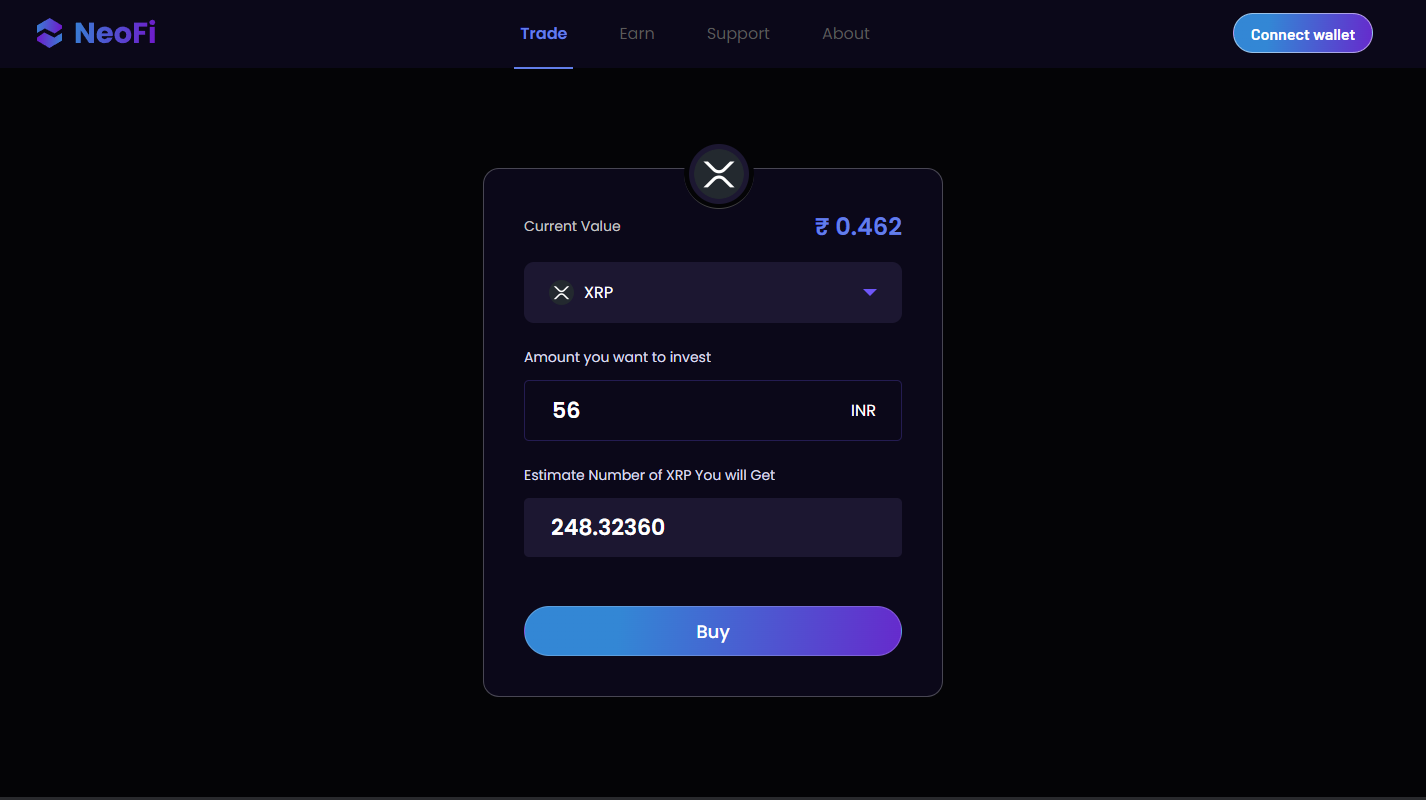 NeoFi
Trade
Earn
Support
About
Connect wallet
Current Value
₹ 0.462
XRP
Amount you want to invest
56
INR
Estimate Number of XRP You will Get
248.32360
Buy